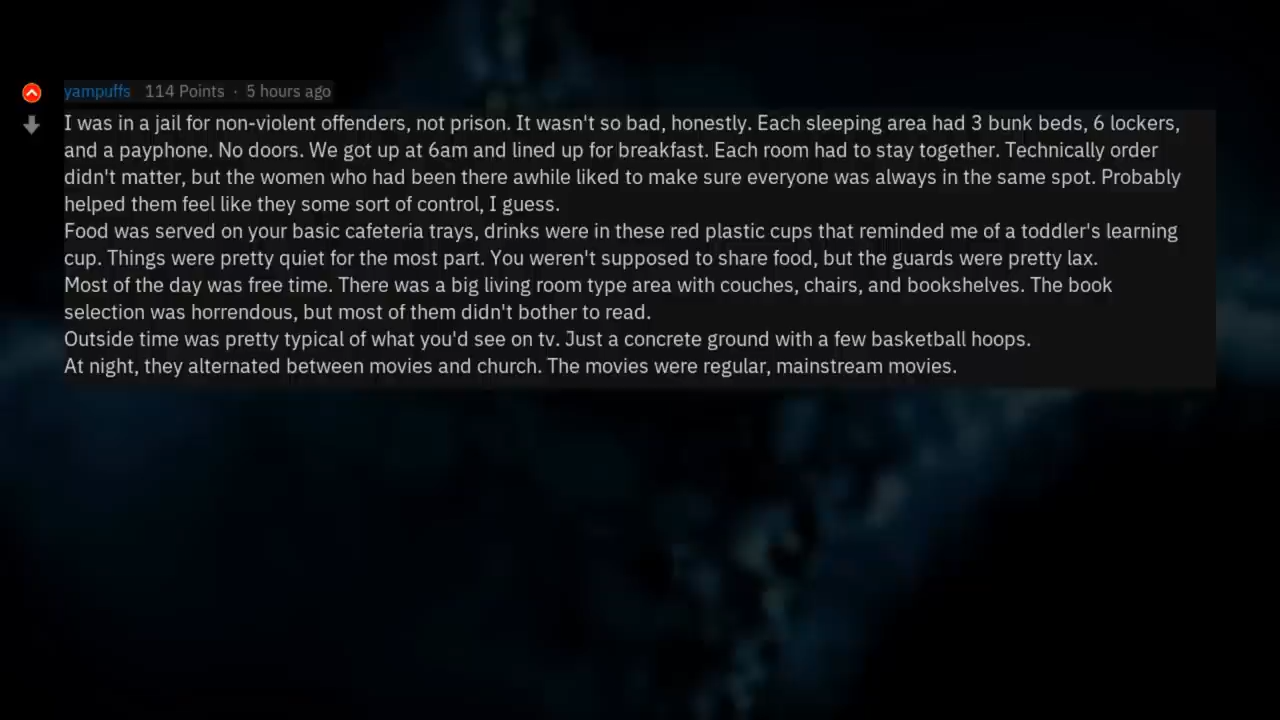 yampuffs 114 Points · 5 hours ago
I was in a jail for non-violent offenders, not prison. It wasn't so bad, honestly. Each sleeping area had 3 bunk beds, 6 lockers,
and a payphone. No doors. We got up at 6am and lined up for breakfast. Each room had to stay together. Technically order
didn't matter, but the women who had been there awhile liked to make sure everyone was always in the same spot. Probably
helped them feel like they some sort of control, I guess.
Food was served on your basic cafeteria trays, drinks were in these red plastic cups that reminded me of a toddler's learning
cup. Things were pretty quiet for the most part. You weren't supposed to share food, but the guards were pretty lax.
Most of the day was free time. There was a big living room type area with couches, chairs, and bookshelves. The book
selection was horrendous, but most of them didn't bother to read.
Outside time was pretty typical of what you'd see on tv. Just a concrete ground with a few basketball hoops.
At night, they alternated between movies and church. The movies were regular, mainstream movies.